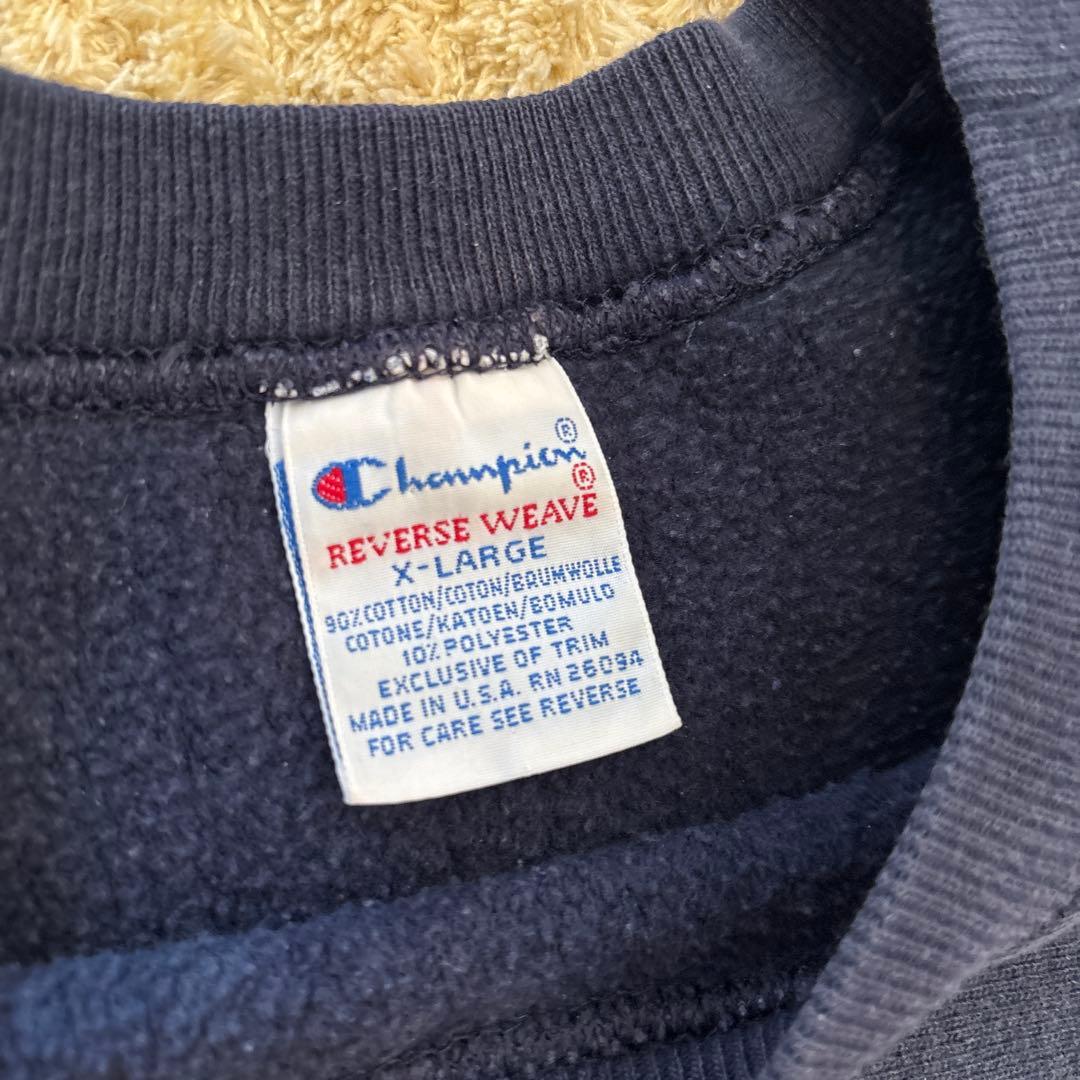 Champion®
REVERSE WEAVE®
X-LARGE
90%COTTON/COTON/BAUMWOLLE
COTONE/KATOEN/BOMULD
10% POLYESTER
EXCLUSIVE OF TRIM
MADE IN U.S.A. RN 26094
FOR CARE SEE REVERSE